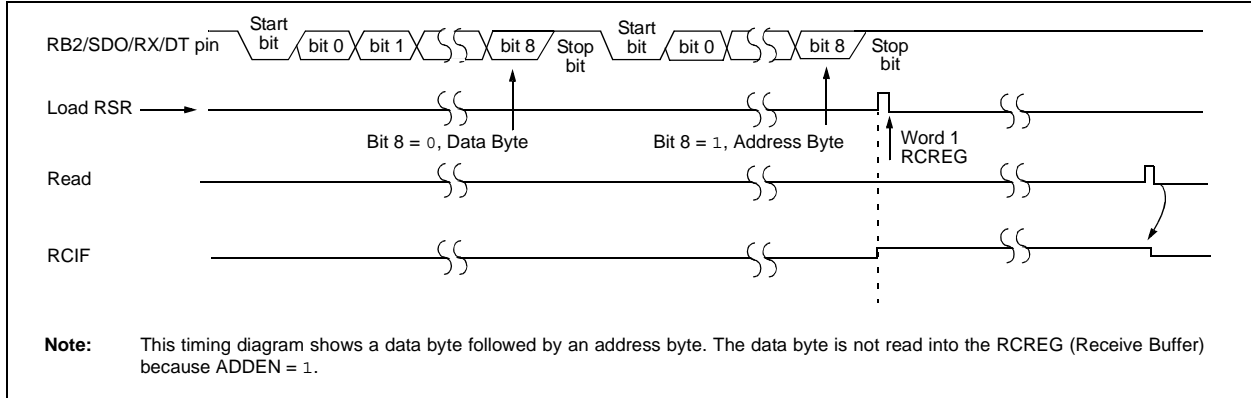 RB2/SDO/RX/DT pin
Start
bit
bit 0
bit 1
bit 8
Stop
bit
Start
bit
bit 0
bit 8
Stop
bit
Load RSR
Bit 8 = 0, Data Byte
Bit 8 = 1, Address Byte
Word 1
RCREG
Read
RCIF
Note: This timing diagram shows a data byte followed by an address byte. The data byte is not read into the RCREG (Receive Buffer)
because ADDEN = 1.